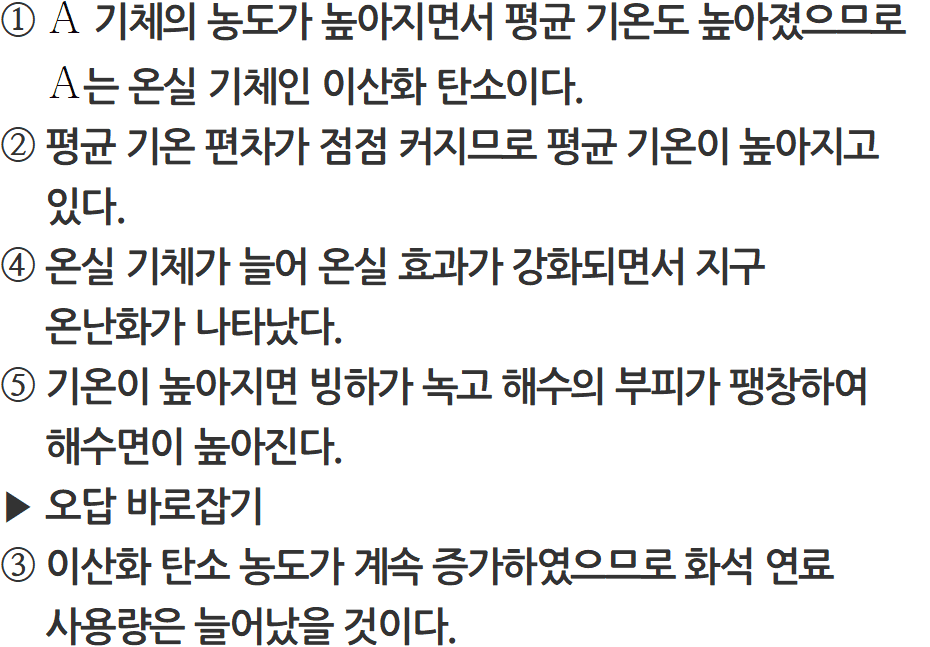 ① A 기체의 농도가 높아지면서 평균 기온도 높아졌으므로
A는 온실 기체인 이산화 탄소이다.
② 평균 기온 편차가 점점 커지므로 평균 기온이 높아지고
있다.
④ 온실 기체가 늘어 온실 효과가 강화되면서 지구
온난화가 나타났다.
⑤ 기온이 높아지면 빙하가 녹고 해수의 부피가 팽창하여
해수면이 높아진다.
▶ 오답 바로잡기
③ 이산화 탄소 농도가 계속 증가하였으므로 화석 연료
사용량은 늘어났을 것이다.